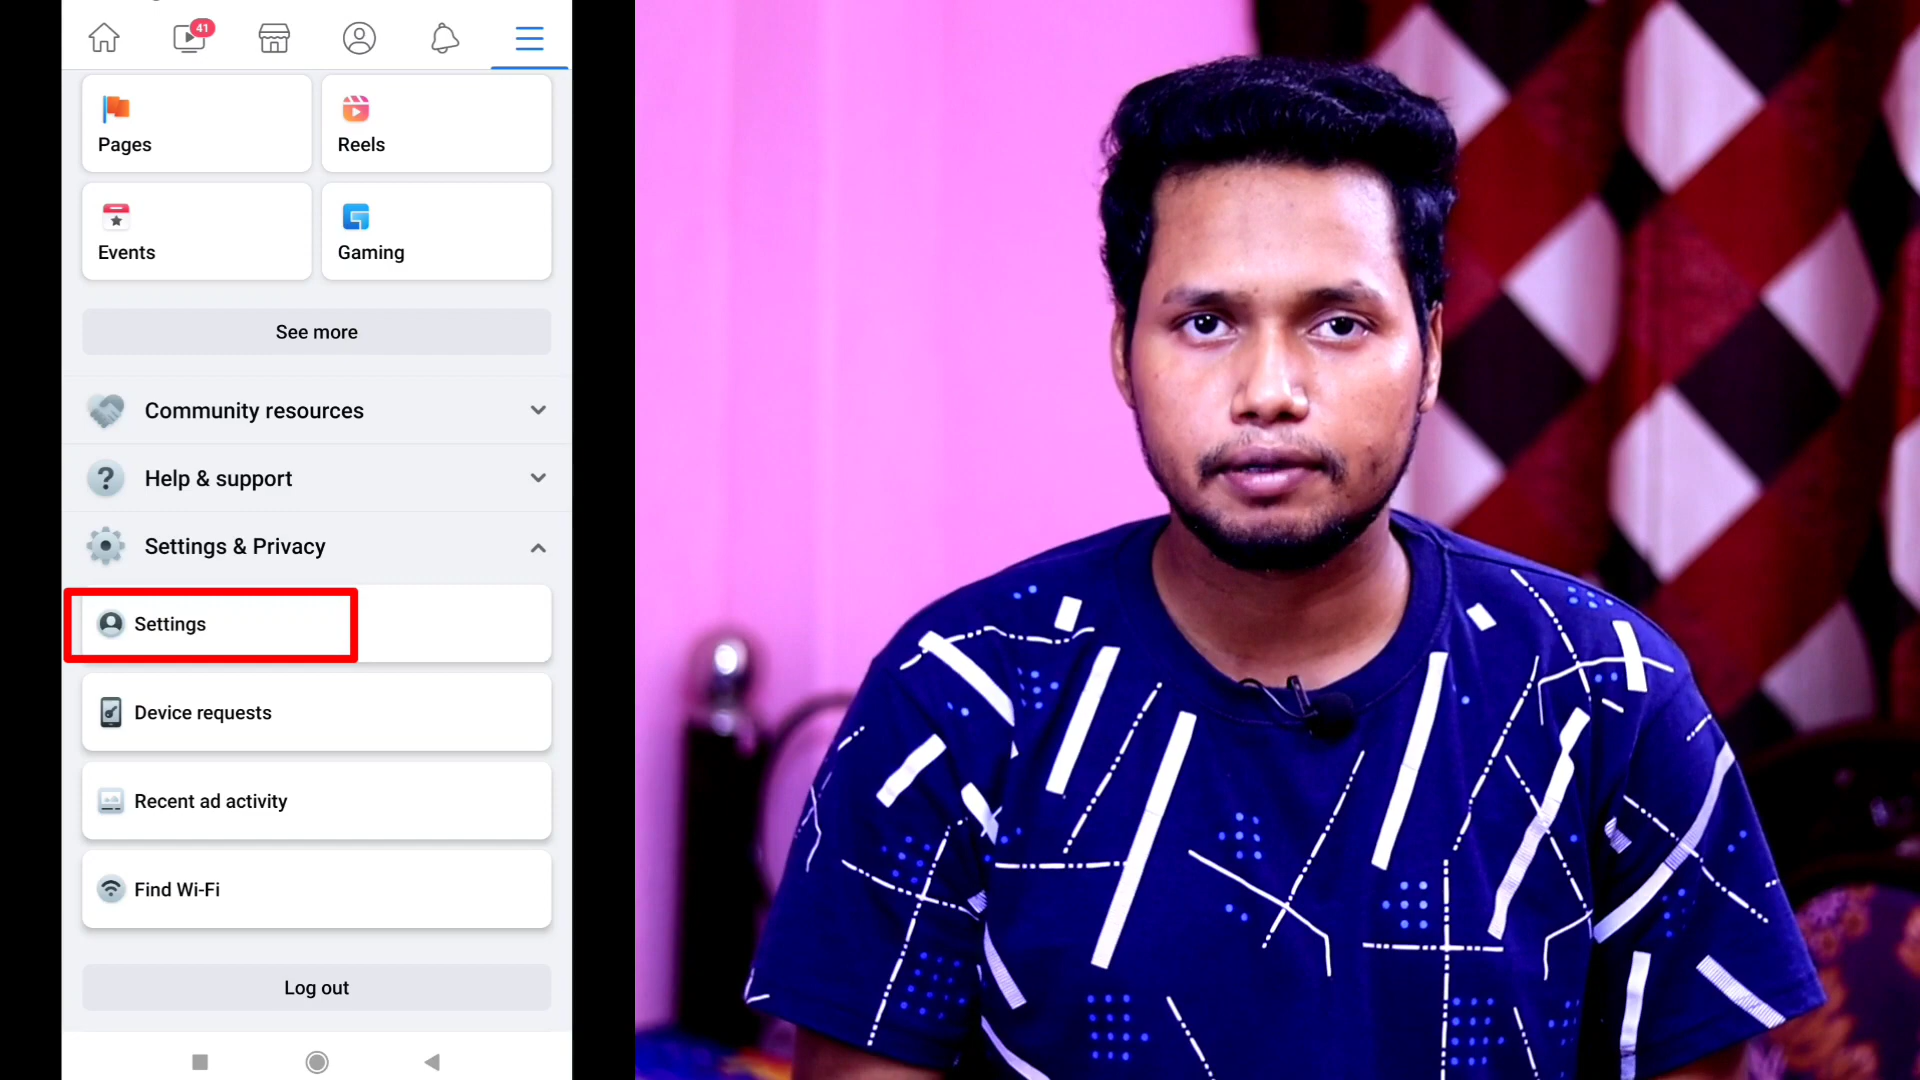 41
Pages
Reels
Events
Gaming
See more
Community resources
Help & support
Settings & Privacy
Settings
Device requests
Recent ad activity
Find Wi-Fi
Log out